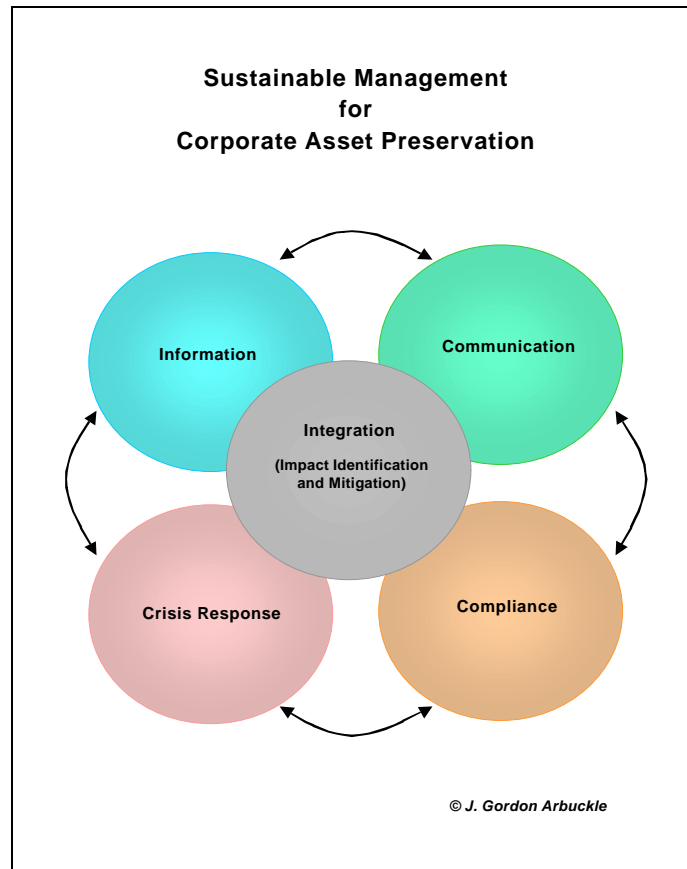 Sustainable Management
for
Corporate Asset Preservation
Information
Communication
Integration
(Impact Identification
and Mitigation)
Crisis Response
Compliance
© J. Gordon Arbuckle